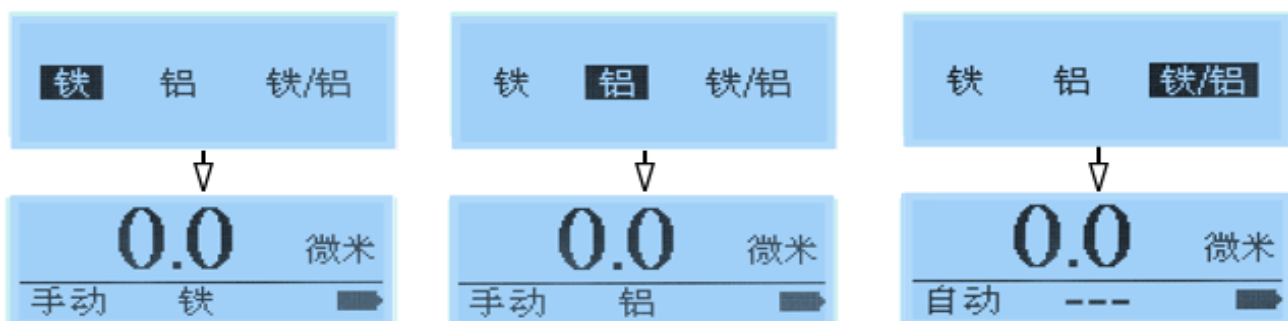 铁 铝 铁/铝
0.0 微米
手动 铁
铁 铝 铁/铝
0.0 微米
手动 铝
铁 铝 铁/铝
0.0 微米
自动 ---